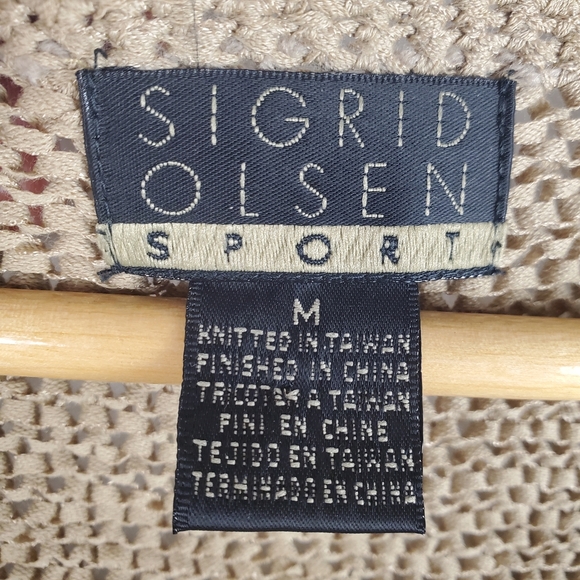 SIGRID
OLSEN
SPORT
M
KNITTED IN TAIWAN
FINISHED IN CHINA
TRICOTEK A TAIWAN
FINI EN CHINE
TEJIDO EN TAIWAN
TERMINADO EN CHINA